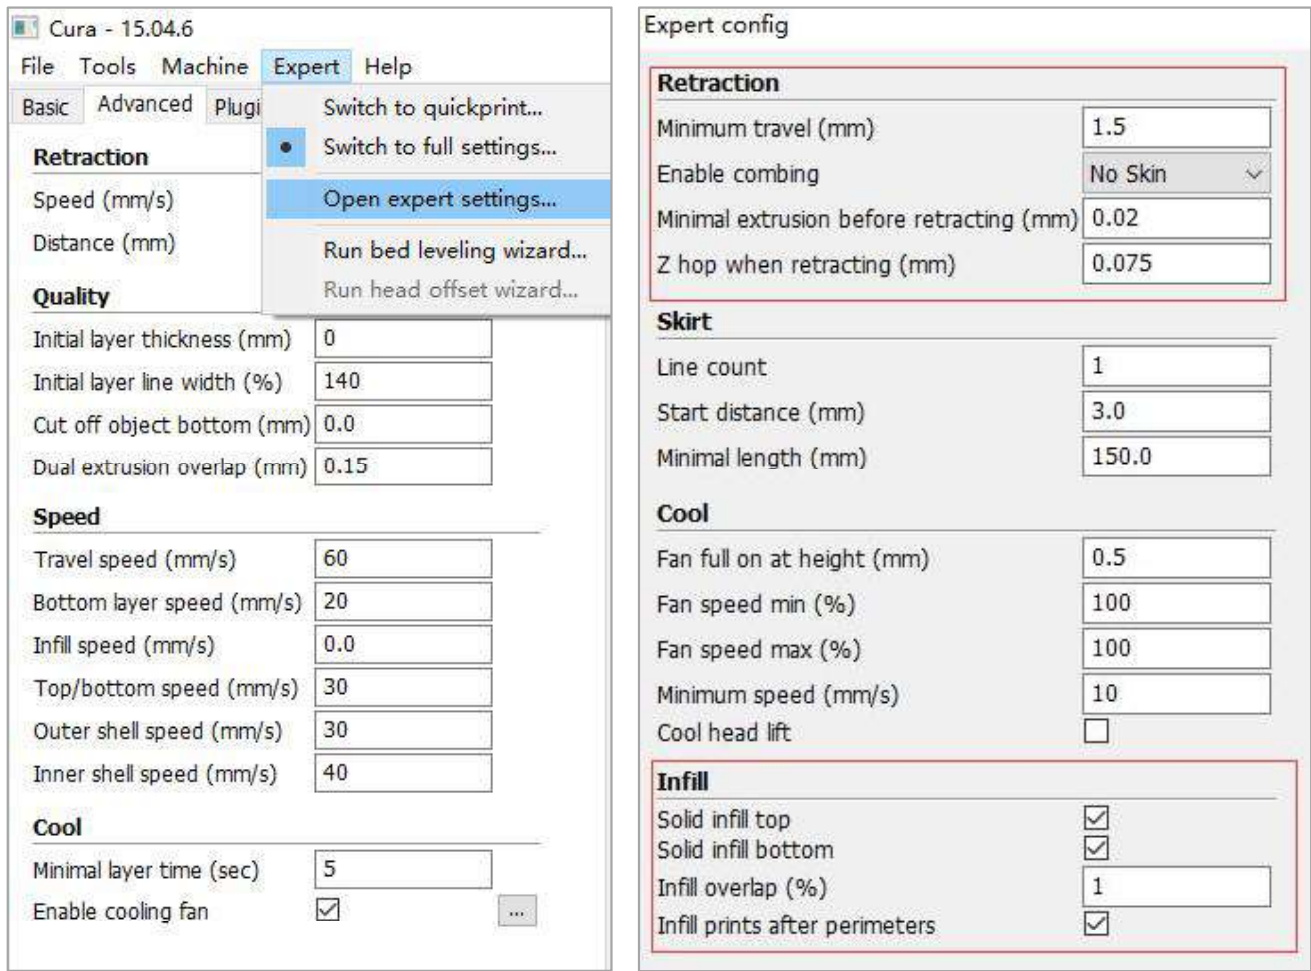 Cura - 15.04.6
File Tools Machine Expert Help
Basic Advanced Plugi
Switch to quickprint...
Switch to full settings...
Open expert settings...
Run bed leveling wizard...
Run head offset wizard...
Retraction
Speed (mm/s)
Distance (mm)
Quality
Initial layer thickness (mm) 0
Initial layer line width (%) 140
Cut off object bottom (mm) 0.0
Dual extrusion overlap (mm) 0.15
Speed
Travel speed (mm/s) 60
Bottom layer speed (mm/s) 20
Infill speed (mm/s) 0.0
Top/bottom speed (mm/s) 30
Outer shell speed (mm/s) 30
Inner shell speed (mm/s) 40
Cool
Minimal layer time (sec) 5
Enable cooling fan ...
Expert config
Retraction
Minimum travel (mm) 1.5
Enable combing No Skin
Minimal extrusion before retracting (mm) 0.02
Z hop when retracting (mm) 0.075
Skirt
Line count 1
Start distance (mm) 3.0
Minimal length (mm) 150.0
Cool
Fan full on at height (mm) 0.5
Fan speed min (%) 100
Fan speed max (%) 100
Minimum speed (mm/s) 10
Cool head lift
Infill
Solid infill top
Solid infill bottom
Infill overlap (%) 1
Infill prints after perimeters